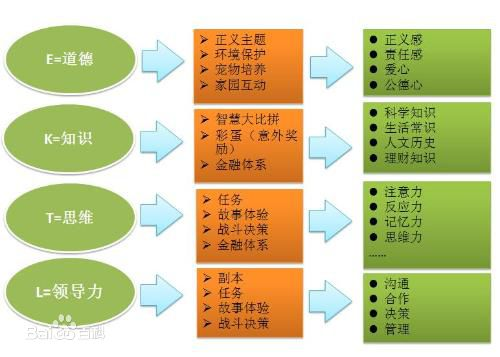 E=道德
正义主题
环境保护
宠物培养
家园互动
正义感
责任感
爱心
公德心
K=知识
智慧大比拼
彩蛋（意外奖
励）
金融体系
科学知识
生活常识
人文历史
理财知识
T=思维
任务
故事体验
战斗决策
金融体系
注意力
反应力
记忆力
思维力
……
L=领导力
副本
任务
故事体验
战斗决策
沟通
合作
决策
管理
Bai百科